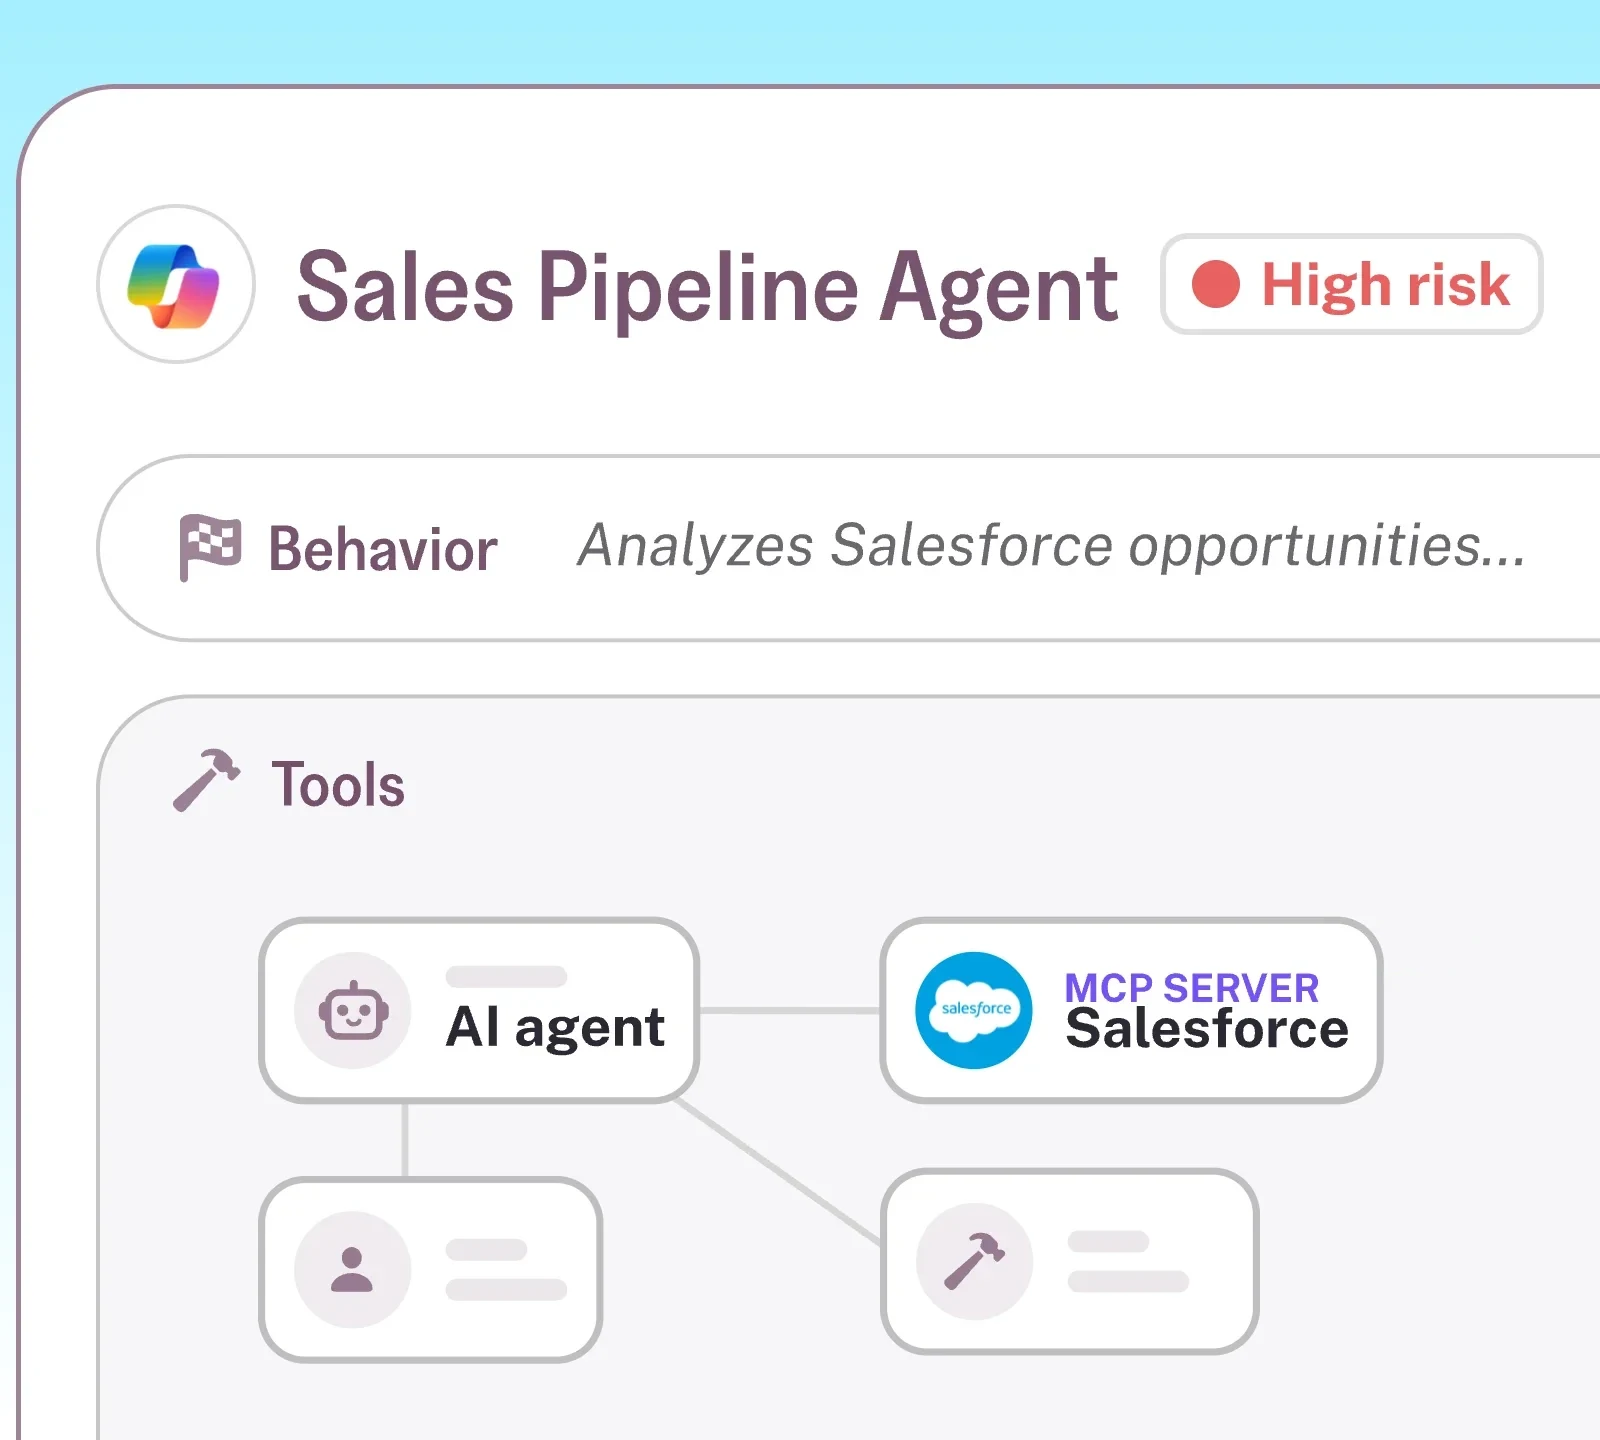 Sales Pipeline Agent
High risk
Behavior
Analyzes Salesforce opportunities...
Tools
AI agent
salesforce
MCP SERVER
Salesforce